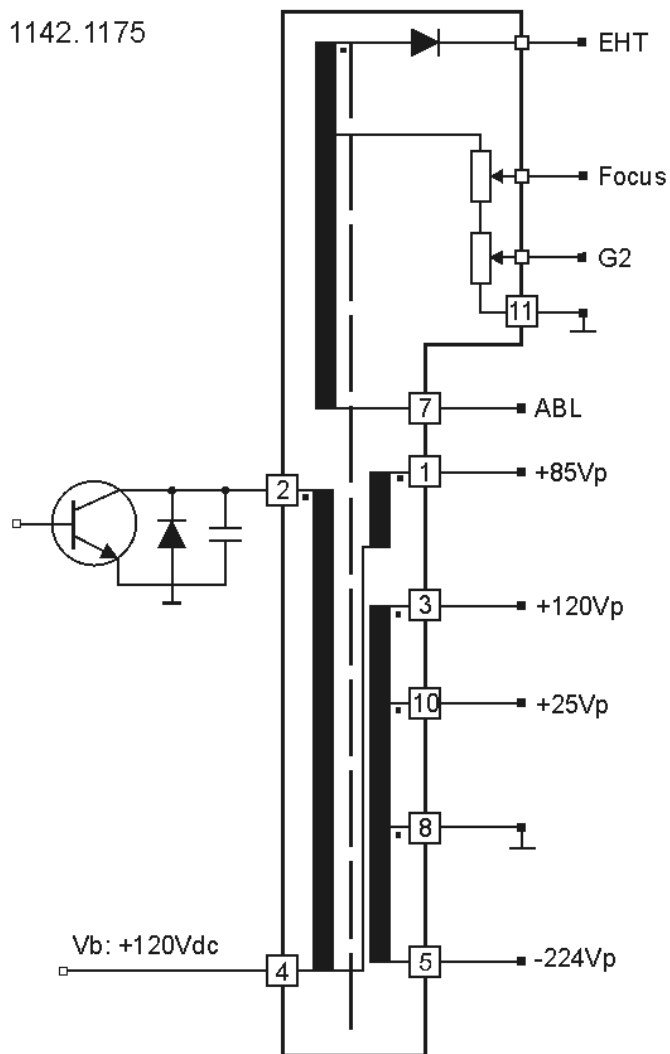 1142.1175
EHT
Focus
G2
11
7
ABL
1
+85Vp
2
3
+120Vp
10
+25Vp
8
Vb: +120Vdc
4
5
-224Vp